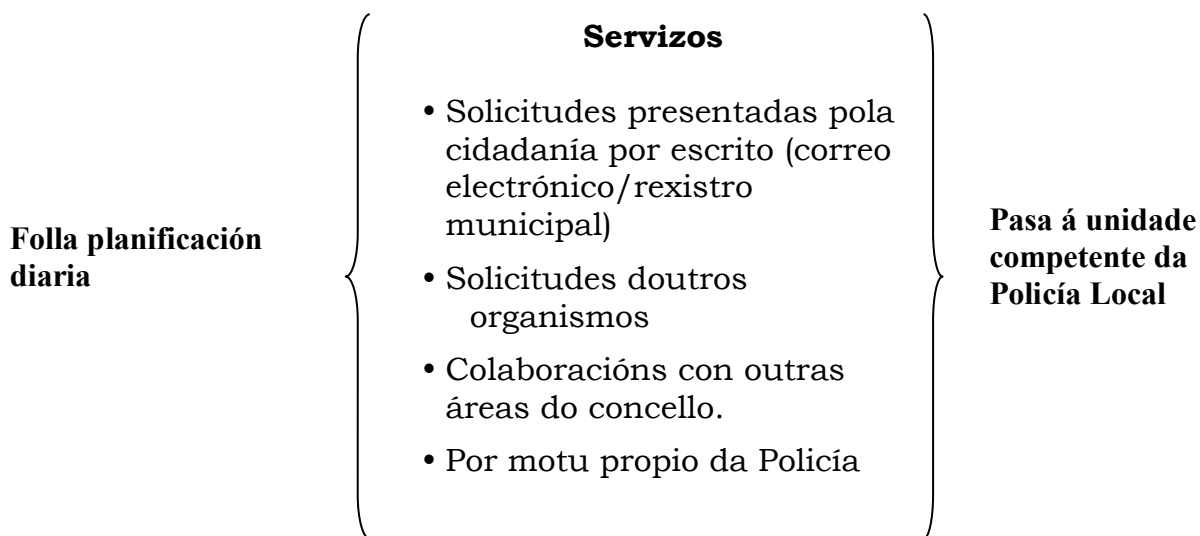 Folla planificación
diaria
Servizos
• Solicitudes presentadas pola
cidadanía por escrito (correo
electrónico/rexistro
municipal)
• Solicitudes doutros
organismos
• Colaboracións con outras
áreas do concello.
• Por motu propio da Policía
Pasa á unidade
competente da
Policía Local